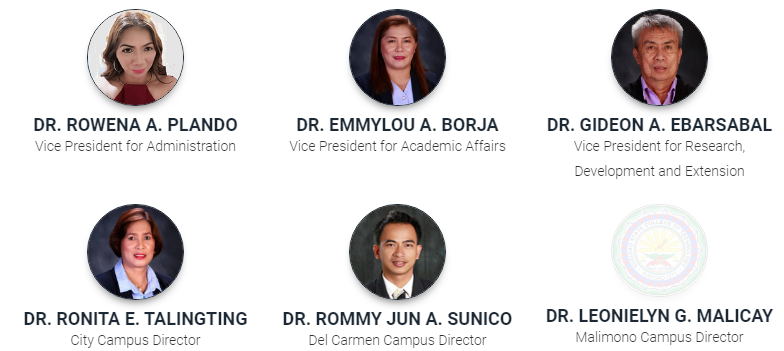 DR. ROWENA A. PLANDO
Vice President for Administration
DR. EMMYLOU A. BORJA
Vice President for Academic Affairs
DR. GIDEON A. EBARSABAL
Vice President for Research,
Development and Extension
DR. RONITA E. TALINGTING
City Campus Director
DR. ROMMY JUN A. SUNICO
Del Carmen Campus Director
DR. LEONIELYN G. MALICAY
Malimono Campus Director